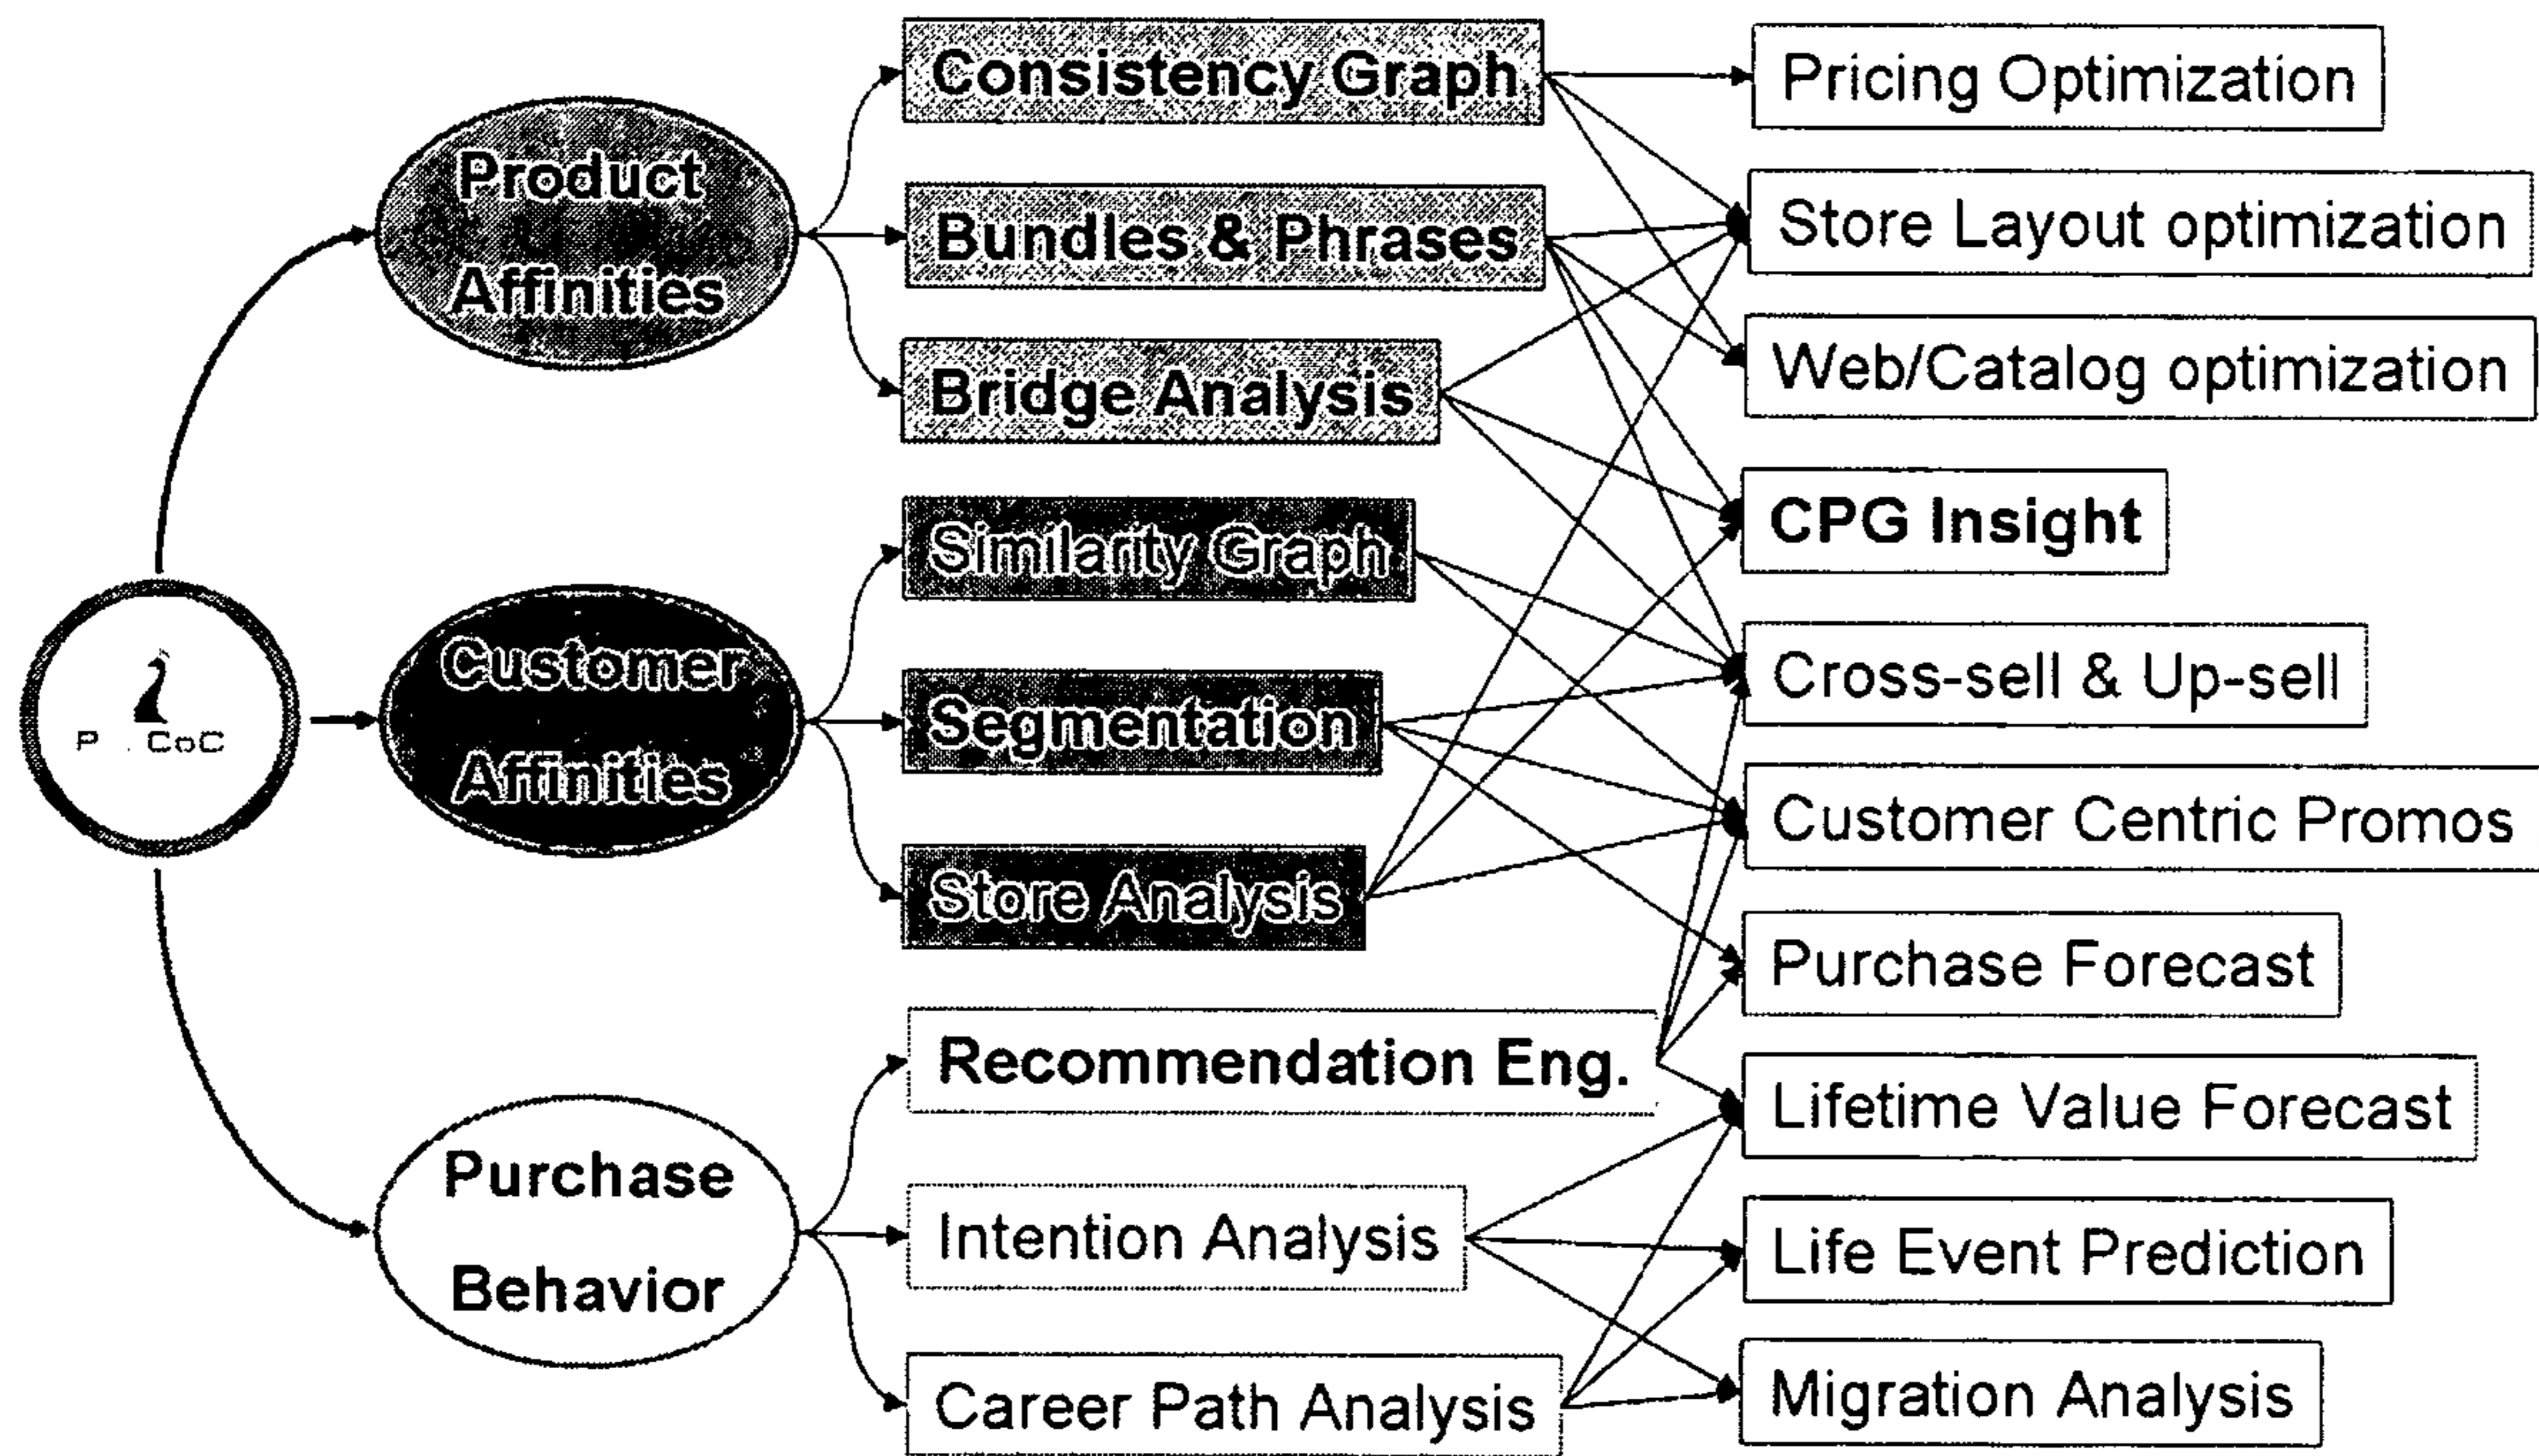 Product
Affinities
Customer
Affinities
Purchase
Behavior
P . CoC
Consistency Graph
Bundles & Phrases
Bridge Analysis
Similarity Graph
Segmentation
Store Analysis
Recommendation Eng.
Intention Analysis
Career Path Analysis
Pricing Optimization
Store Layout optimization
Web/Catalog optimization
CPG Insight
Cross-sell & Up-sell
Customer Centric Promos
Purchase Forecast
Lifetime Value Forecast
Life Event Prediction
Migration Analysis